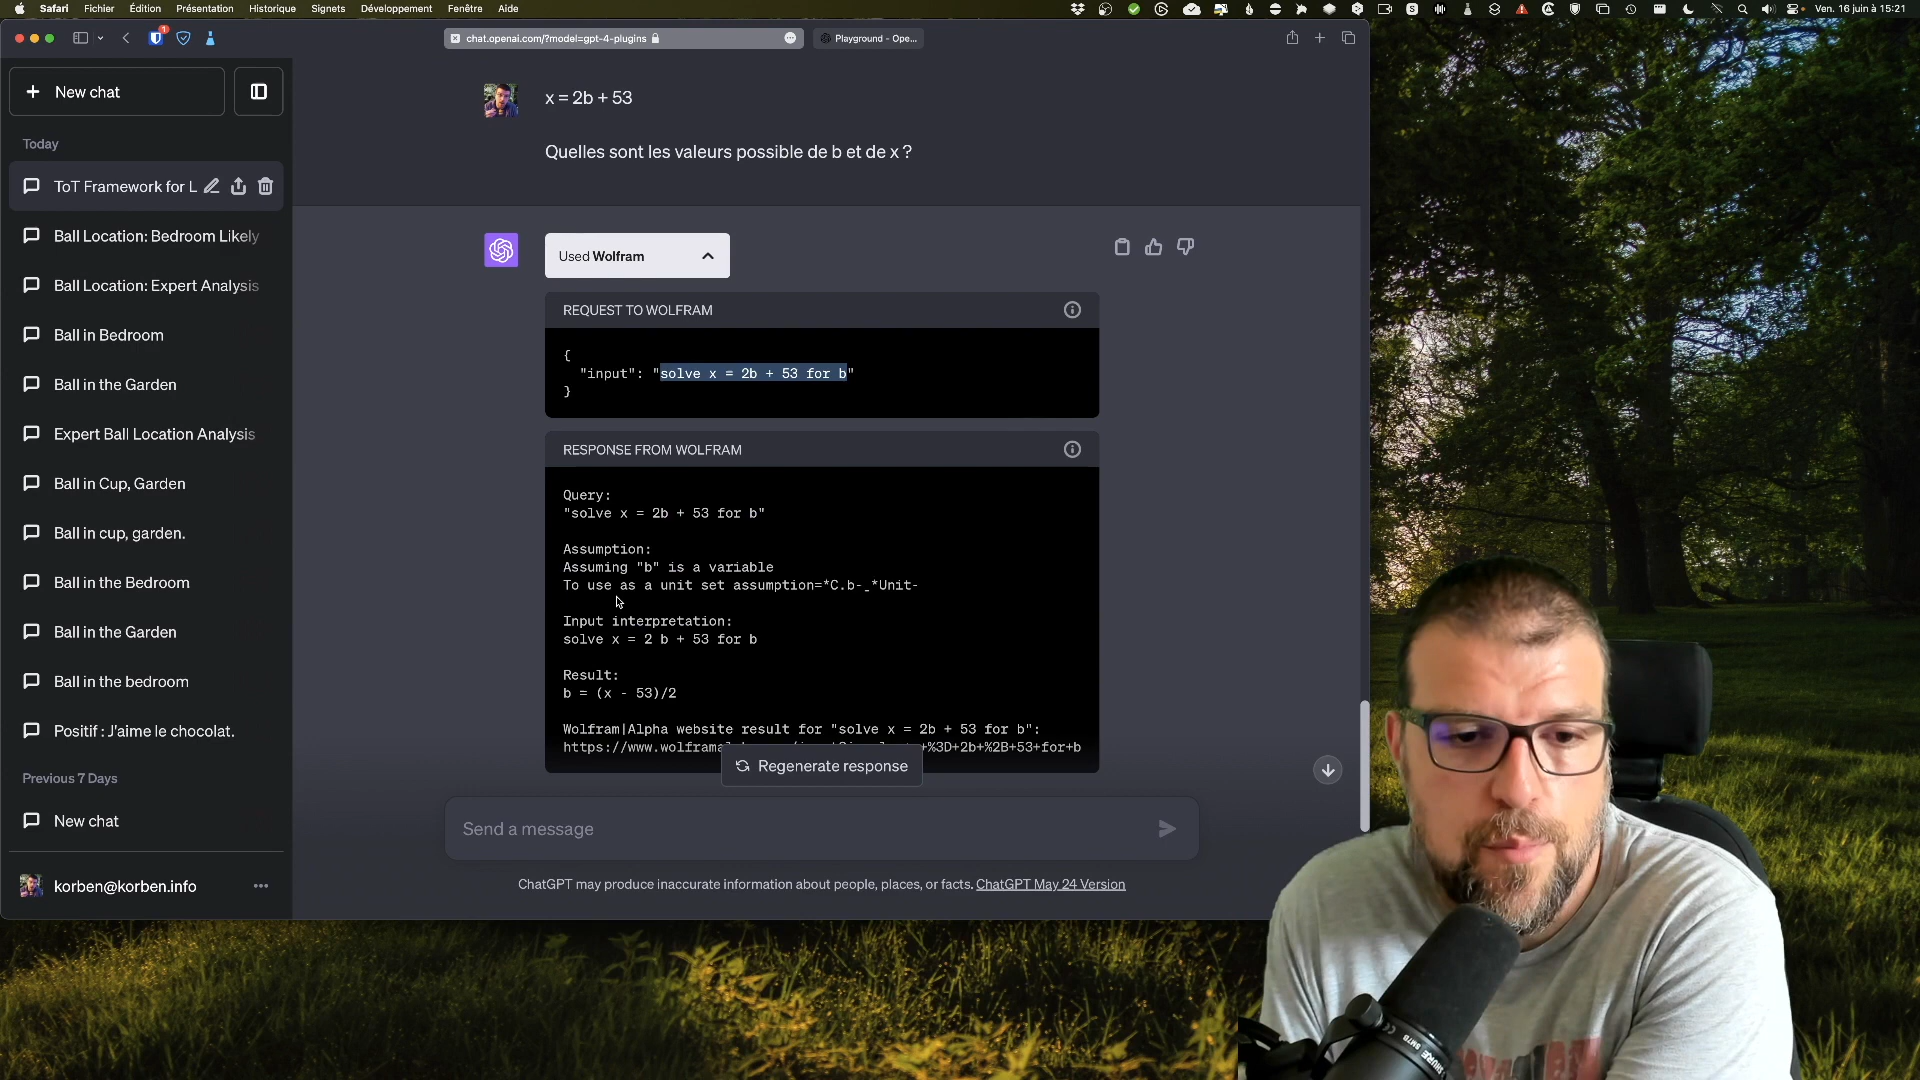 Safari Fichier Édition Présentation Historique Signets Développement Fenêtre Aide
Ven. 16 juin à 15:21
1
chat.openai.com/?model=gpt-4-plugins
Playground - Ope...
New chat
Today
ToT Framework for L
Ball Location: Bedroom Likely
Ball Location: Expert Analysis
Ball in Bedroom
Ball in the Garden
Expert Ball Location Analysis
Ball in Cup, Garden
Ball in cup, garden.
Ball in the Bedroom
Ball in the Garden
Ball in the bedroom
Positif : J'aime le chocolat.
Previous 7 Days
New chat
korben@korben.info
x = 2b + 53
Quelles sont les valeurs possible de b et de x ?
Used Wolfram
REQUEST TO WOLFRAM
{
"input": "solve x = 2b + 53 for b"
}
RESPONSE FROM WOLFRAM
Query:
"solve x = 2b + 53 for b"
Assumption:
Assuming "b" is a variable
To use as a unit set assumption=*C.b-_*Unit-
Input interpretation:
solve x = 2 b + 53 for b
Result:
b = (x - 53)/2
Wolfram|Alpha website result for "solve x = 2b + 53 for b":
https://www.wolframa +%3D+2b+%2B+53+for+b
Regenerate response
Send a message
ChatGPT may produce inaccurate information about people, places, or facts. ChatGPT May 24 Version
SHURE SM7B